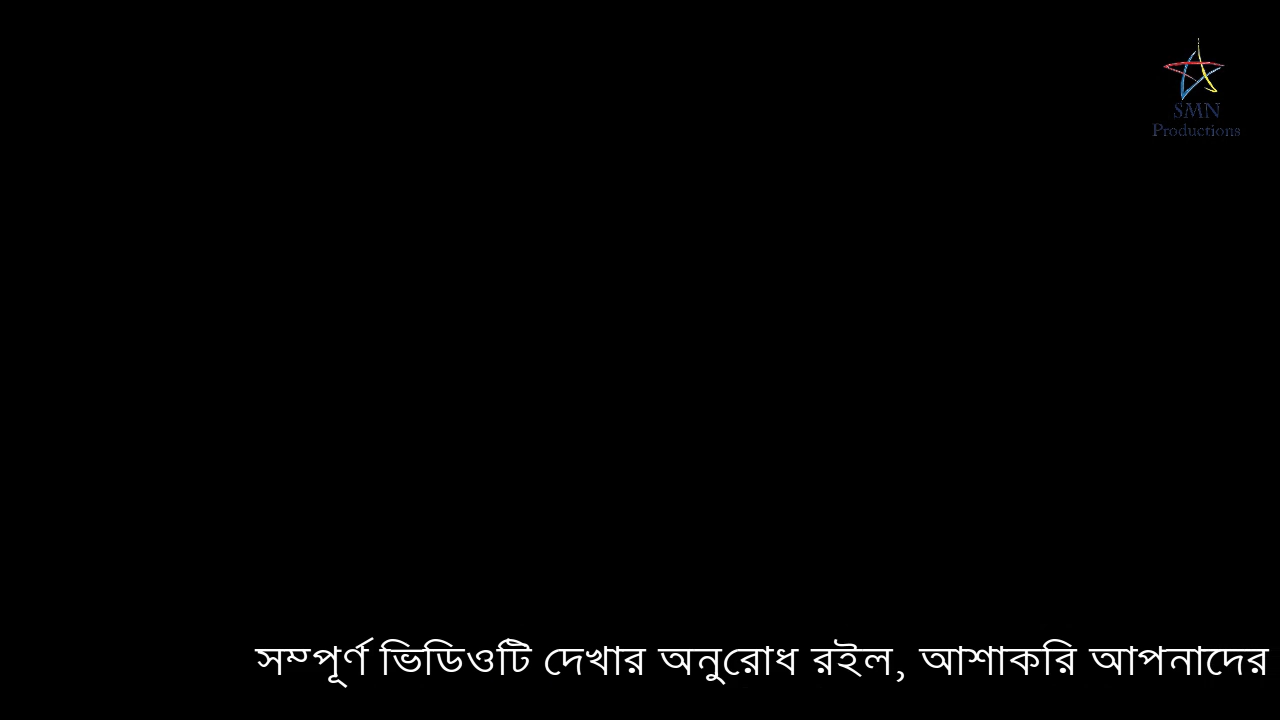 SMN
Productions
সম্পূর্ণ ভিডিওটি দেখার অনুরোধ রইল, আশাকরি আপনাদের